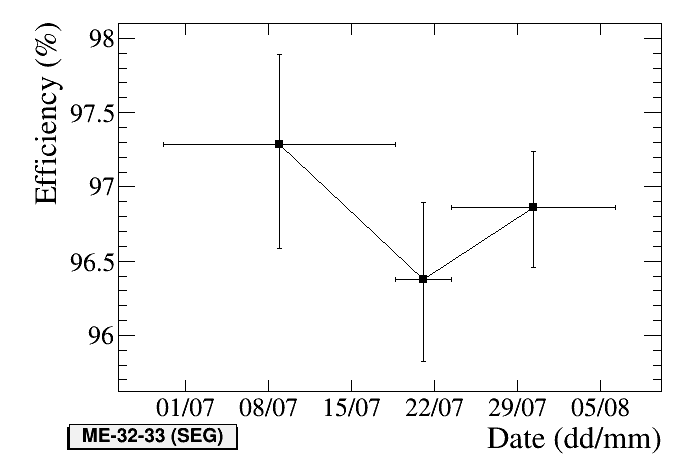 Efficiency (%)
98
97.5
97
96.5
96
01/07 08/07 15/07 22/07 29/07 05/08
ME-32-33 (SEG)
Date (dd/mm)